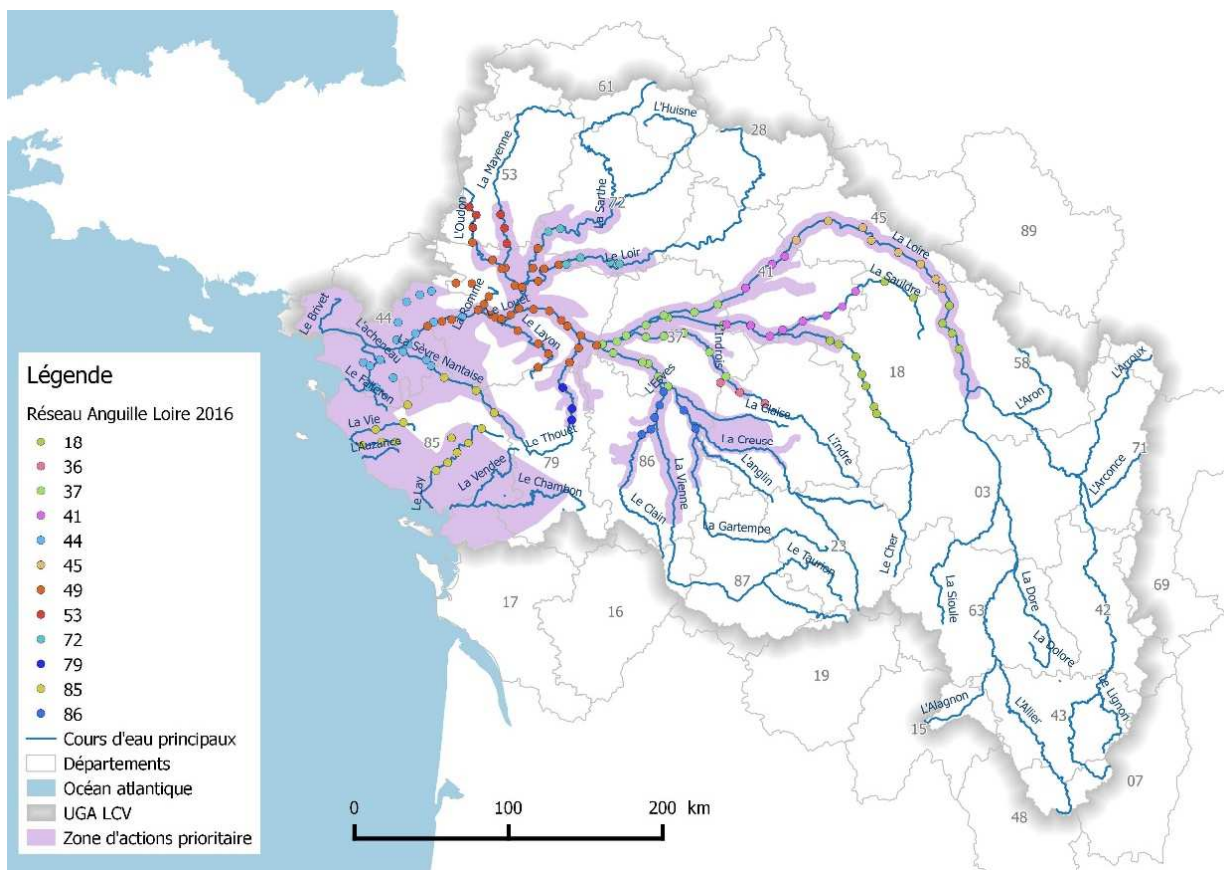 61
L'Huisne
28
La Mayenne
53
L'Oudon
La Sarthe
72
45
89
La Loire
Le Loir
41
La Sauldre
La Romme
Le Louet
44
Le Brivet
L'acheneau
La Sèvre Nantaise
Le Layon
37
L'Indrois
58
L'Arroux
18
L'Aron
Le Falleron
L'Esves
La Claise
La Vie
L'Auzance
85
Le Thouet
La Creuse
L'Indre
71
L'Arconce
79
86
L'anglin
Le Lay
La Vendee
Le Chambon
La Vienne
03
Le Clain
La Gartempe
23
Le Cher
Le Taurion
87
69
17
16
La Sioule
63
La Dore
42
La Dolore
19
Le Lignon
L'Alagnon
15
L'Allier
43
07
48
Légende
Réseau Anguille Loire 2016
18
36
37
41
44
45
49
53
72
79
85
86
Cours d'eau principaux
Départements
Océan atlantique
UGA LCV
Zone d'actions prioritaire
0 100 200 km